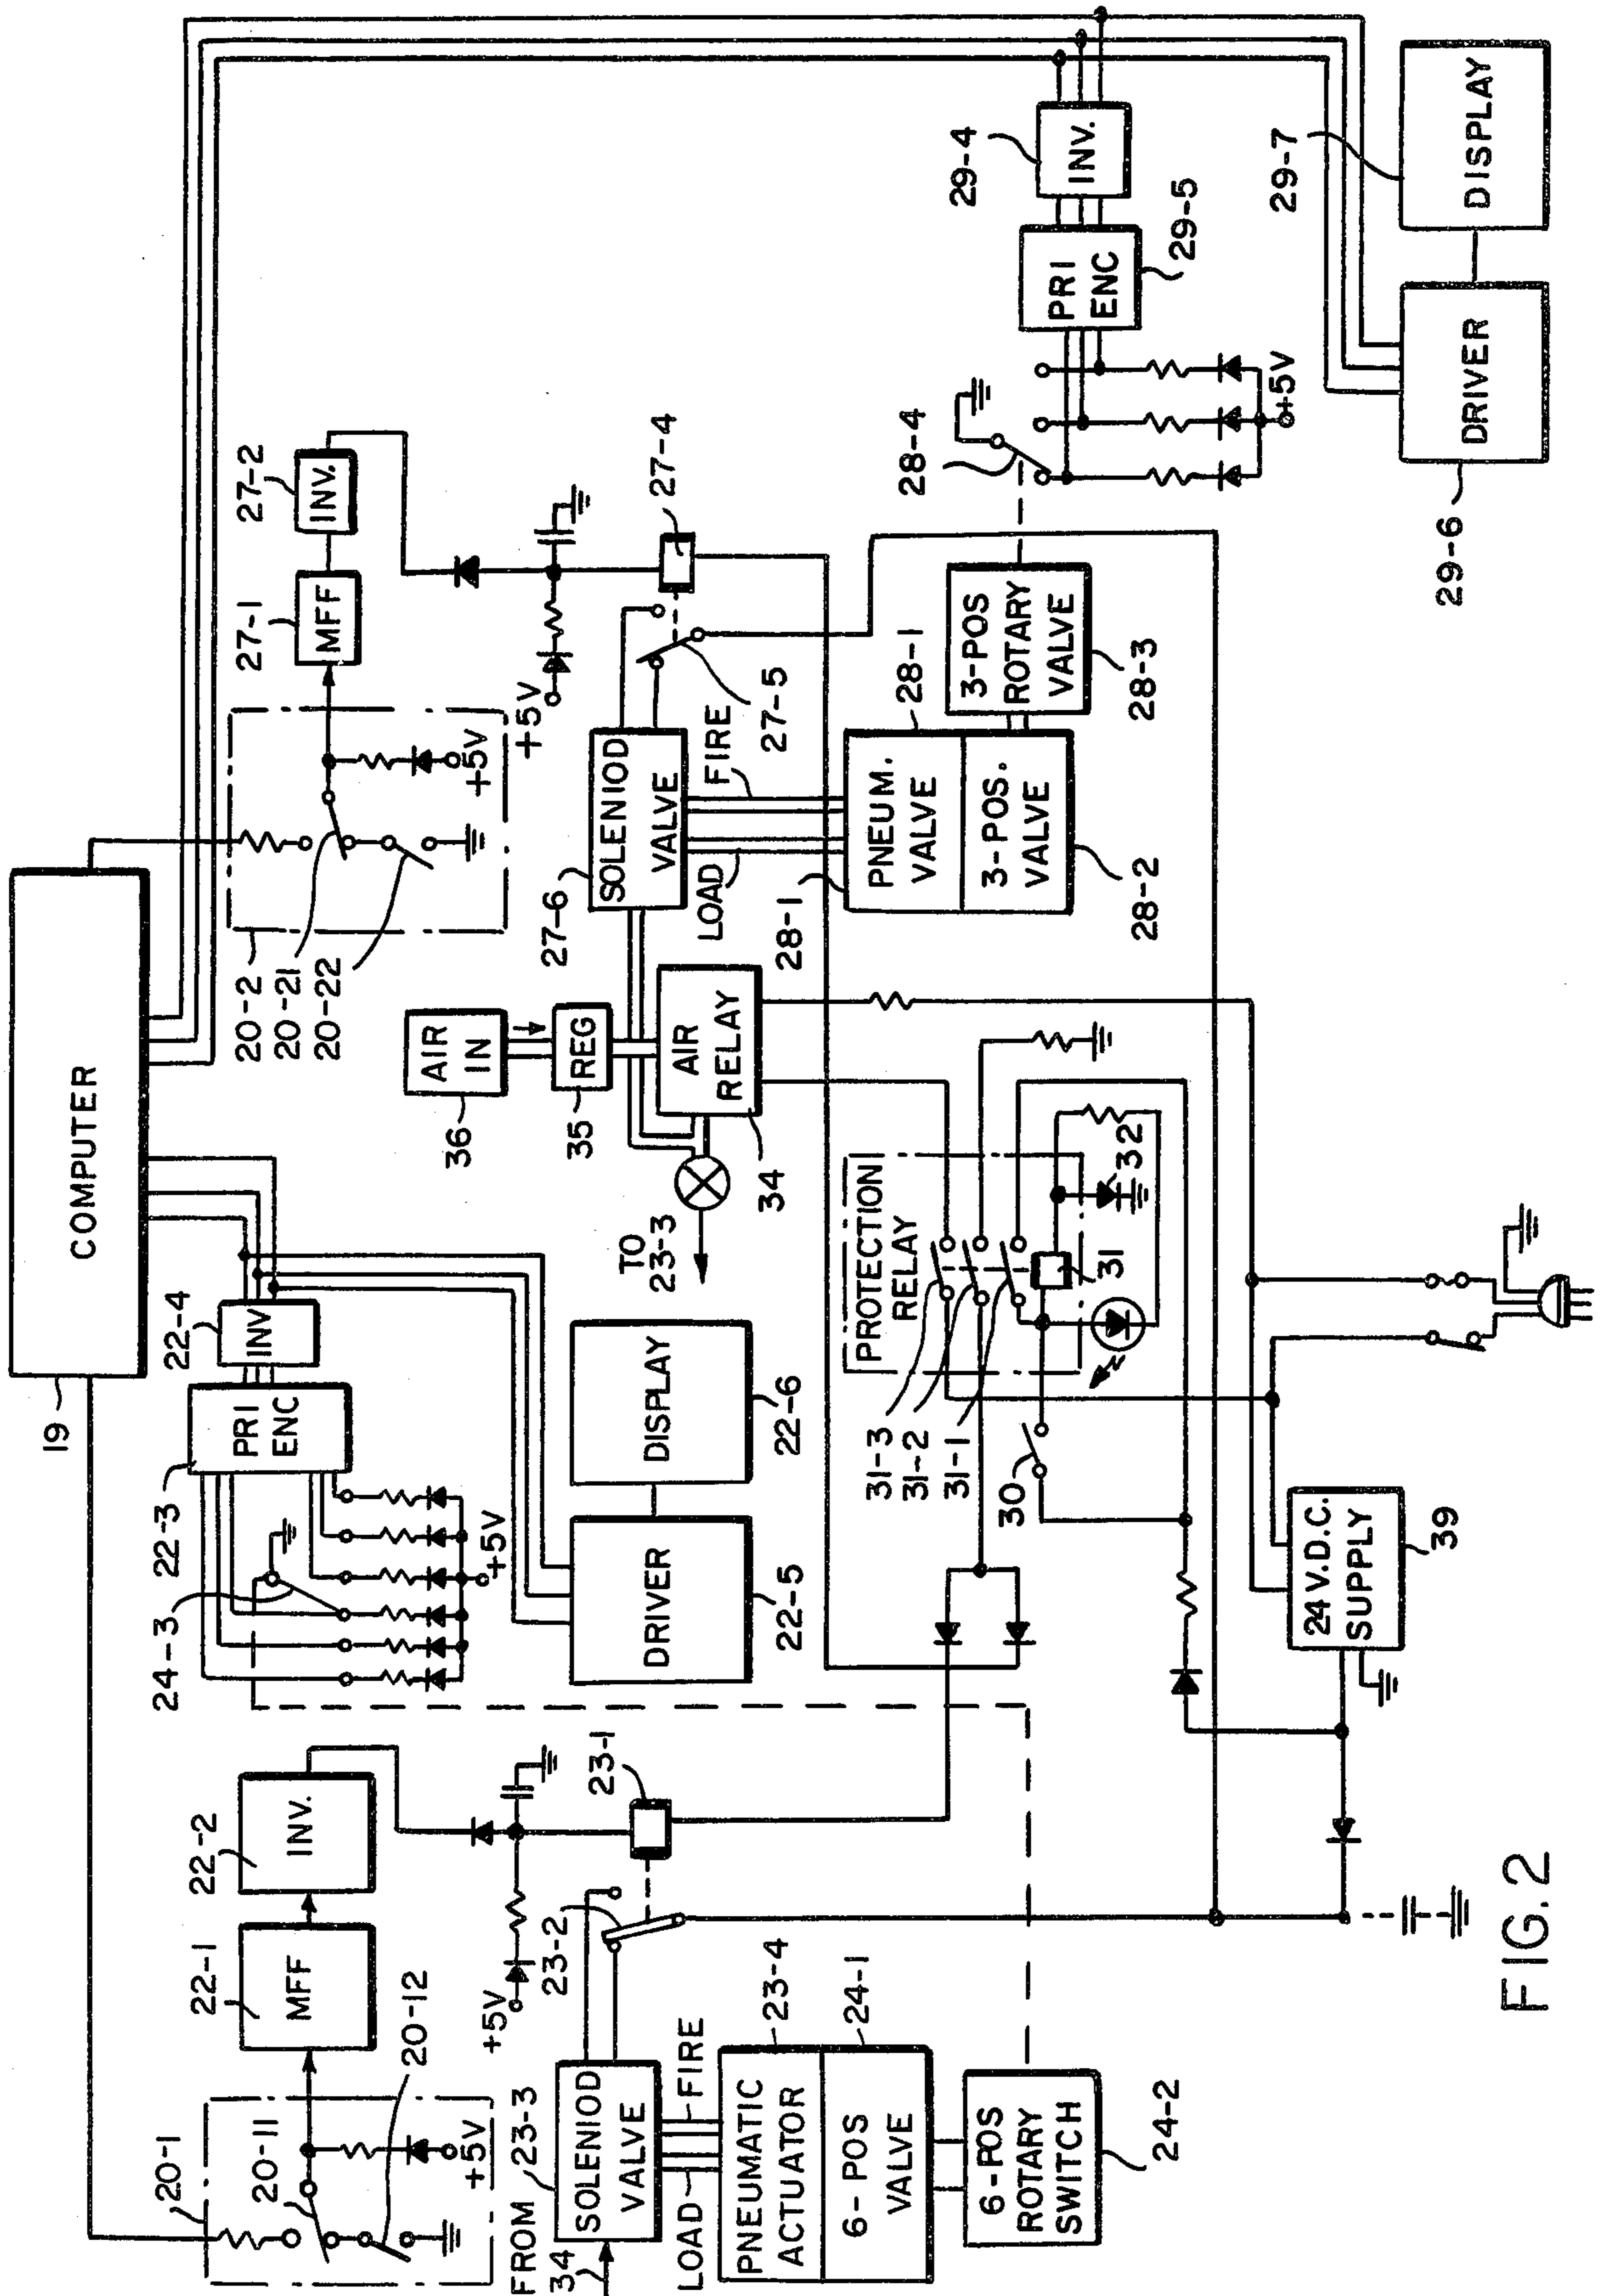 COMPUTER
19
20-1
20-11
20-12
+5V
22-1
MFF
22-2
INV.
24-3
22-3
PRI
ENC
22-4
INV
+5V
DRIVER
22-5
DISPLAY
22-6
20-2
20-21
20-22
+5V
27-1
MFF
27-2
INV.
+5V
27-4
27-5
27-6
SOLENIOD
VALVE
LOAD
FIRE
36
AIR
IN
35
REG
AIR
RELAY
34
TO
23-3
FROM
34
23-3
SOLENIOD
VALVE
LOAD
FIRE
+5V
23-2
23-1
PNEUMATIC
ACTUATOR
23-4
6-POS
VALVE
24-1
6-POS
ROTARY
SWITCH
24-2
28-1
PNEUM.
VALVE
28-1
3-POS.
VALVE
28-2
3-POS
ROTARY
VALVE
28-3
28-4
+5V
PRI
ENC
29-5
29-4
INV.
29-7
DISPLAY
DRIVER
29-6
PROTECTION
RELAY
31-3
31-2
31-1
31
32
30
24 V.D.C.
SUPPLY
39
FIG. 2